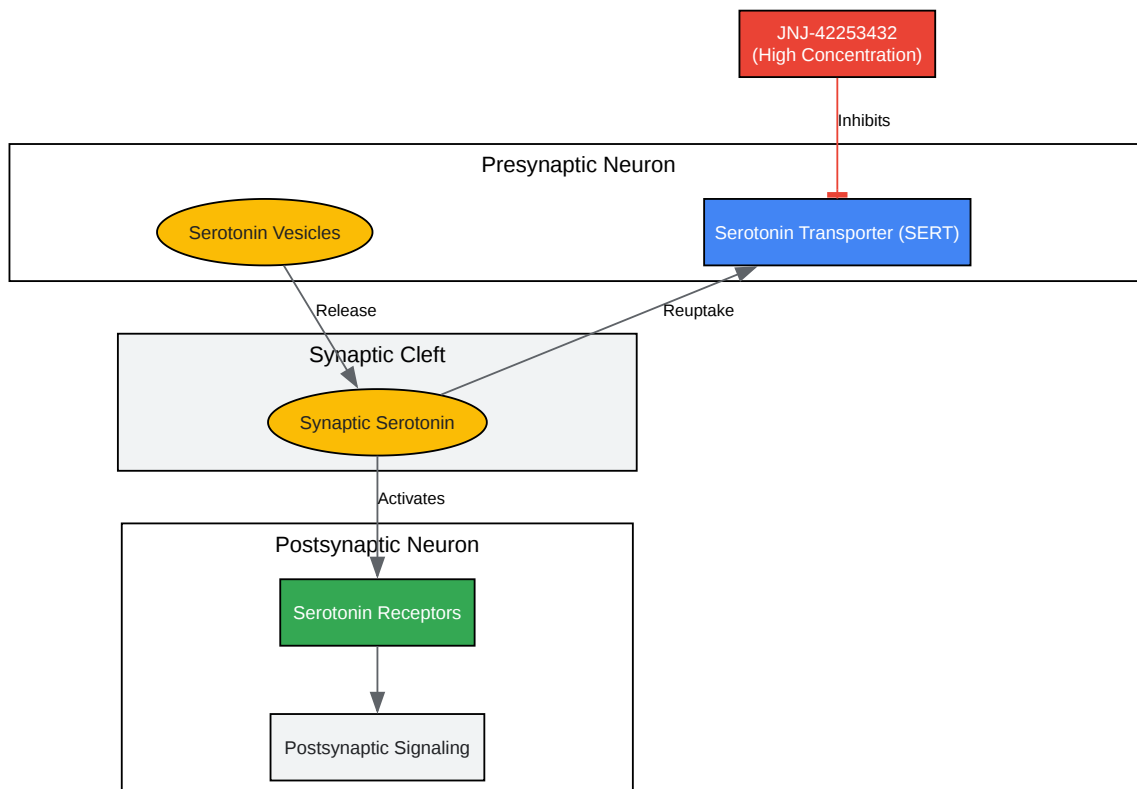 JNJ-42253432
(High Concentration)
Inhibits
Presynaptic Neuron
Serotonin Vesicles
Serotonin Transporter (SERT)
Release
Reuptake
Synaptic Cleft
Synaptic Serotonin
Activates
Postsynaptic Neuron
Serotonin Receptors
Postsynaptic Signaling